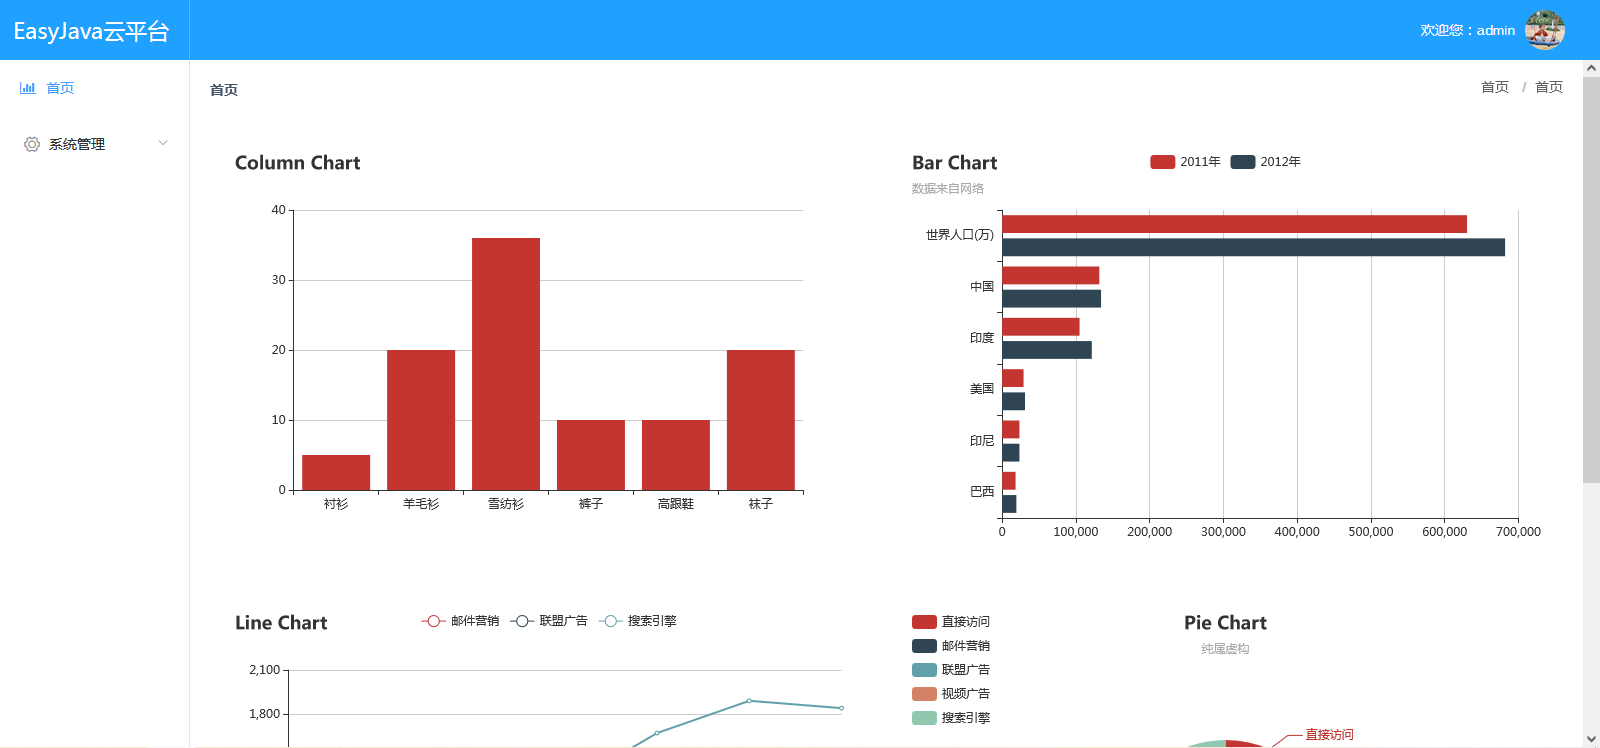 EasyJava云平台
欢迎您：admin
首页
系统管理
首页
首页 / 首页
Column Chart
40
30
20
10
0
衬衫 羊毛衫 雪纺衫 裤子 高跟鞋 袜子
Bar Chart
2011年 2012年
数据来自网络
世界人口(万)
中国
印度
美国
印尼
巴西
0 100,000 200,000 300,000 400,000 500,000 600,000 700,000
Line Chart
邮件营销 联盟广告 搜索引擎
2,100
1,800
直接访问
邮件营销
联盟广告
视频广告
搜索引擎
Pie Chart
纯属虚构
直接访问